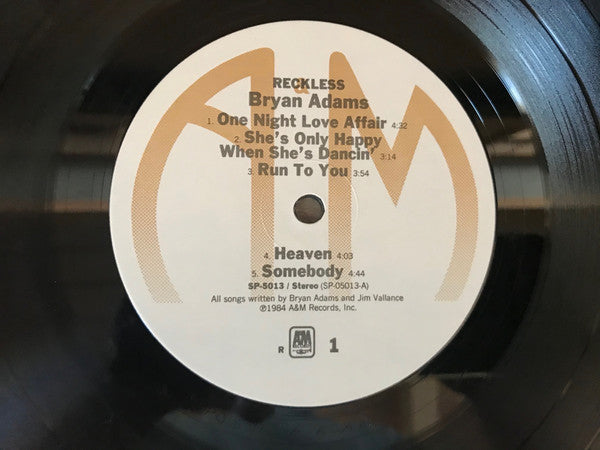 A&M
RECKLESS
Bryan Adams
1. One Night Love Affair 4:32
2. She's Only Happy
When She's Dancin' 3:14
3. Run To You 3:54
4. Heaven 4:03
5. Somebody 4:44
SP-5013 / Stereo (SP-05013-A)
All songs written by Bryan Adams and Jim Vallance
℗1984 A&M Records, Inc.
R A&M 1